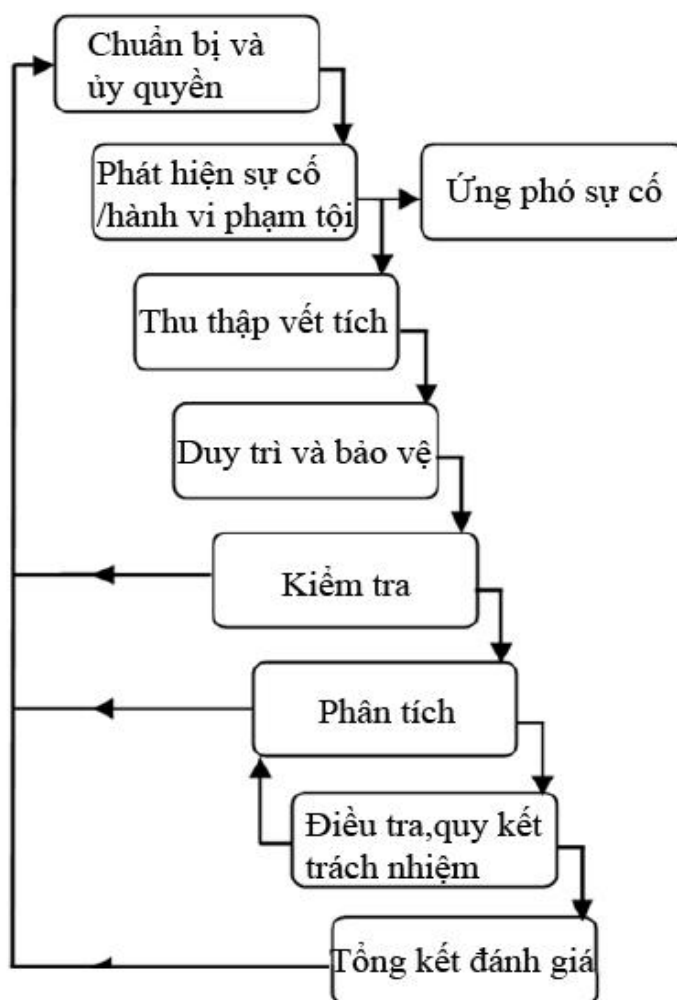 Chuẩn bị và
ủy quyền
Phát hiện sự cố
/hành vi phạm tội
Ứng phó sự cố
Thu thập vết tích
Duy trì và bảo vệ
Kiểm tra
Phân tích
Điều tra,quy kết
trách nhiệm
Tổng kết đánh giá